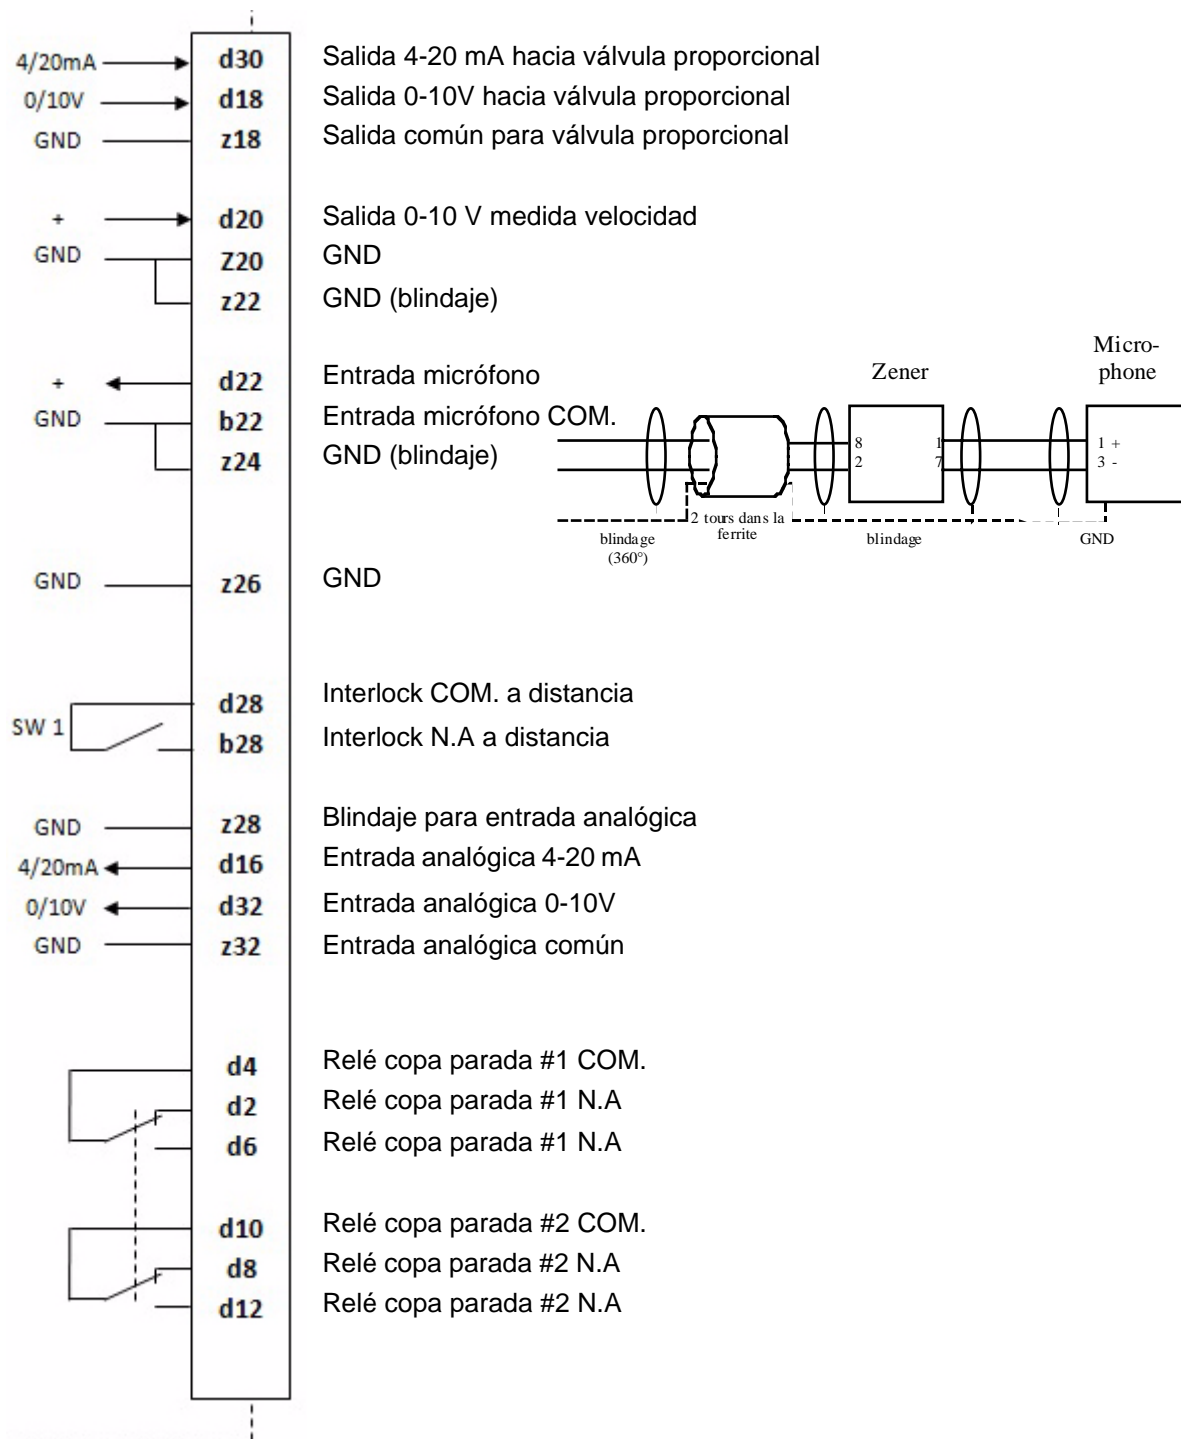 4/20mA d30 Salida 4-20 mA hacia válvula proporcional
0/10V d18 Salida 0-10V hacia válvula proporcional
GND z18 Salida común para válvula proporcional
+ d20 Salida 0-10 V medida velocidad
GND Z20 GND
z22 GND (blindaje)
+ d22 Entrada micrófono
GND b22 Entrada micrófono COM.
z24 GND (blindaje)
Zener
Micro-
phone
8 1 1 +
2 7 3 -
2 tours dans la
ferrite
blindage
(360°)
blindage
GND
GND z26 GND
d28 Interlock COM. a distancia
SW 1
b28 Interlock N.A a distancia
GND z28 Blindaje para entrada analógica
4/20mA d16 Entrada analógica 4-20 mA
0/10V d32 Entrada analógica 0-10V
GND z32 Entrada analógica común
d4 Relé copa parada #1 COM.
d2 Relé copa parada #1 N.A
d6 Relé copa parada #1 N.A
d10 Relé copa parada #2 COM.
d8 Relé copa parada #2 N.A
d12 Relé copa parada #2 N.A